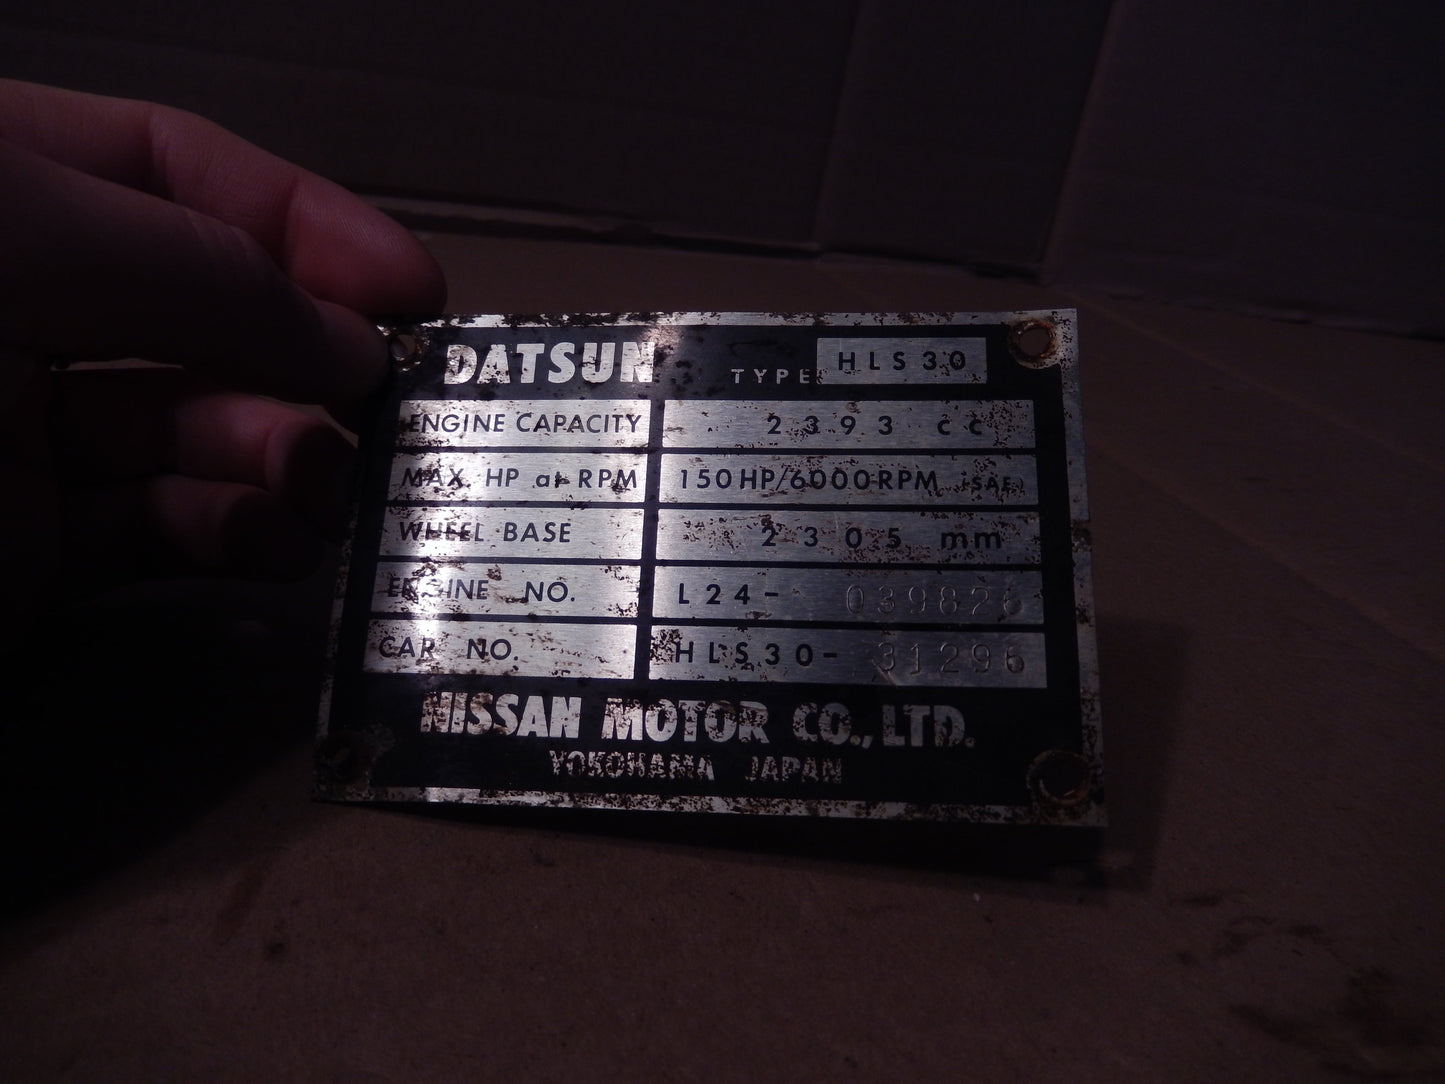 DATSUN TYPE HLS30
ENGINE CAPACITY 2393 cc
MAX. HP at RPM 150HP/6000RPM (SAE)
WHEEL BASE 2305 mm
ENGINE NO. L24- 039826
CAR NO. HLS30- 31296
NISSAN MOTOR CO., LTD.
YOKOHAMA JAPAN